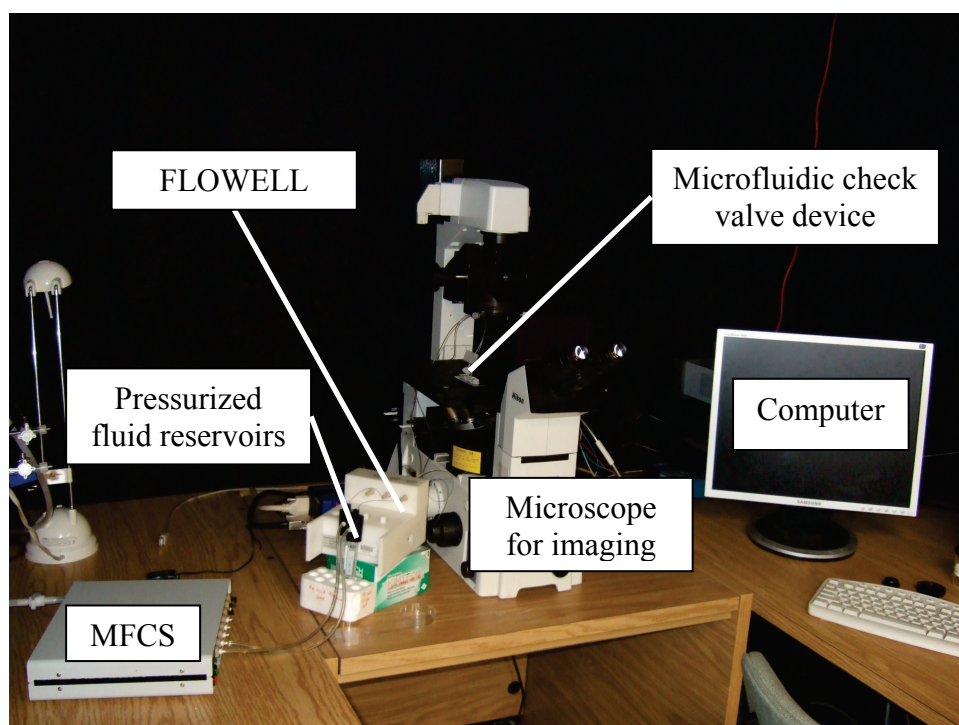 FLOWELL
Microfluidic check
valve device
Pressurized
fluid reservoirs
Computer
Nikon
SAMSUNG
Microscope
for imaging
MFCS